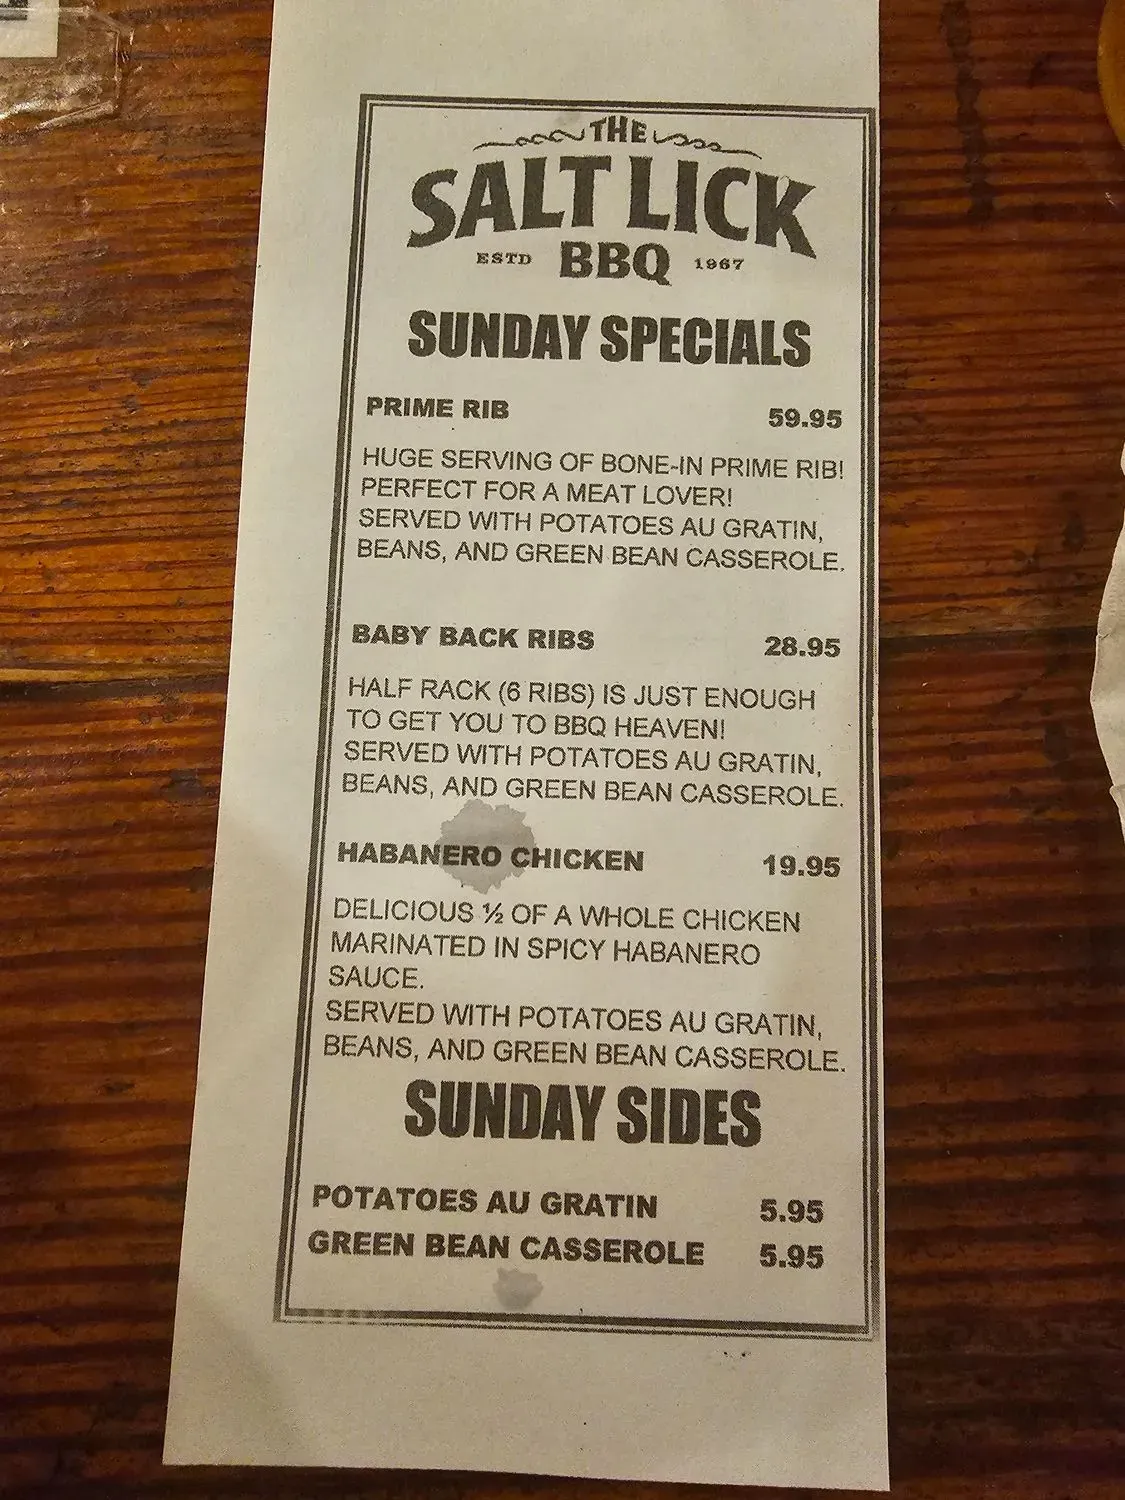 THE
SALT LICK
ESTD BBQ 1967
SUNDAY SPECIALS
PRIME RIB 59.95
HUGE SERVING OF BONE-IN PRIME RIB!
PERFECT FOR A MEAT LOVER!
SERVED WITH POTATOES AU GRATIN,
BEANS, AND GREEN BEAN CASSEROLE.
BABY BACK RIBS 28.95
HALF RACK (6 RIBS) IS JUST ENOUGH
TO GET YOU TO BBQ HEAVEN!
SERVED WITH POTATOES AU GRATIN,
BEANS, AND GREEN BEAN CASSEROLE.
HABANERO CHICKEN 19.95
DELICIOUS ½ OF A WHOLE CHICKEN
MARINATED IN SPICY HABANERO
SAUCE.
SERVED WITH POTATOES AU GRATIN,
BEANS, AND GREEN BEAN CASSEROLE.
SUNDAY SIDES
POTATOES AU GRATIN 5.95
GREEN BEAN CASSEROLE 5.95